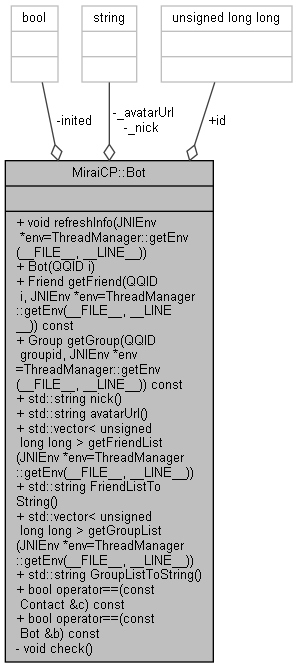 bool
string
unsigned long long
-inited
-_avatarUrl
-_nick
+id
MiraiCP::Bot
+ void refreshInfo(JNIEnv
*env=ThreadManager::getEnv
(__FILE__, __LINE__))
+ Bot(QQID i)
+ Friend getFriend(QQID
i, JNIEnv *env=ThreadManager
::getEnv(__FILE__, __LINE
__)) const
+ Group getGroup(QQID
groupid, JNIEnv *env
=ThreadManager::getEnv
(__FILE__, __LINE__)) const
+ std::string nick()
+ std::string avatarUrl()
+ std::vector< unsigned
long long > getFriendList
(JNIEnv *env=ThreadManager
::getEnv(__FILE__, __LINE__))
+ std::string FriendListTo
String()
+ std::vector< unsigned
long long > getGroupList
(JNIEnv *env=ThreadManager
::getEnv(__FILE__, __LINE__))
+ std::string GroupListToString()
+ bool operator==(const
Contact &c) const
+ bool operator==(const
Bot &b) const
- void check()